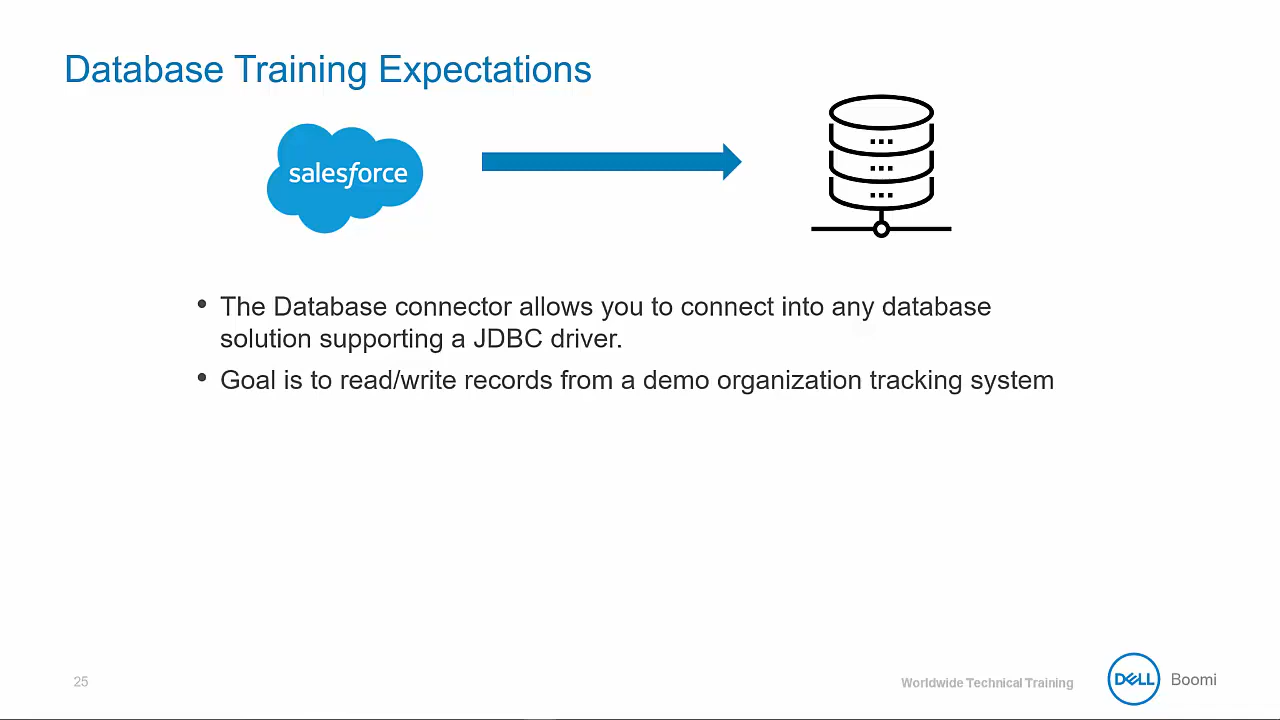 Database Training Expectations
salesforce
• The Database connector allows you to connect into any database
solution supporting a JDBC driver.
• Goal is to read/write records from a demo organization tracking system
25
Worldwide Technical Training
DELL Boomi